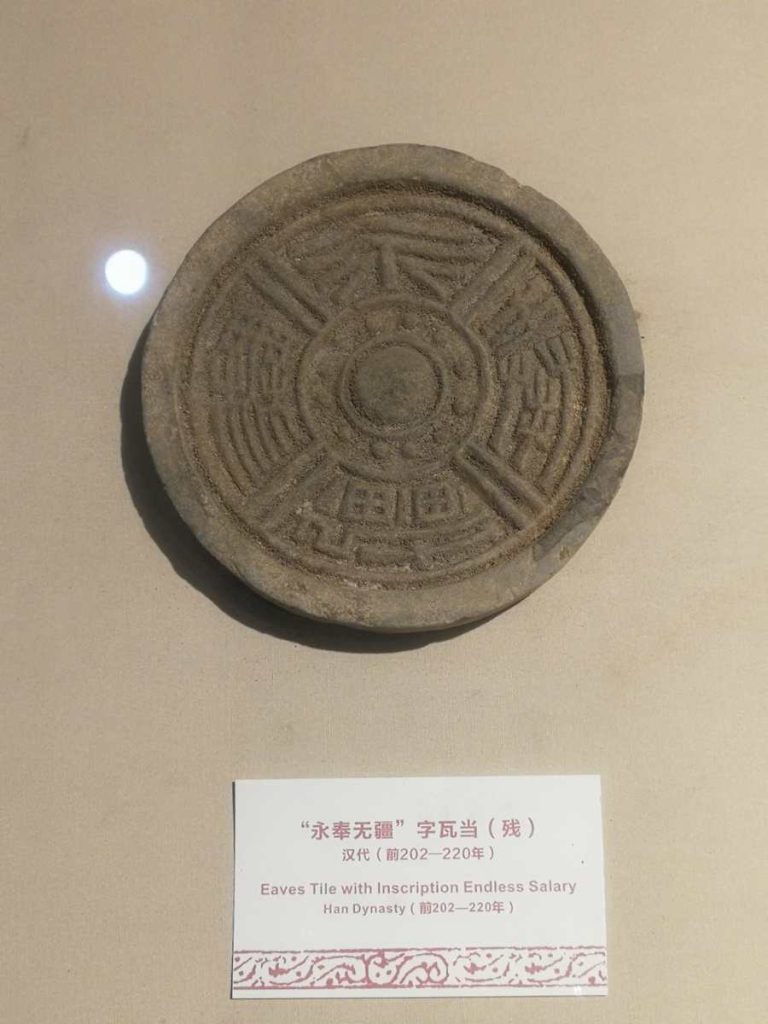 “永奉无疆”字瓦当（残）
汉代（前202—220年）
Eaves Tile with Inscription Endless Salary
Han Dynasty（前202—220年）